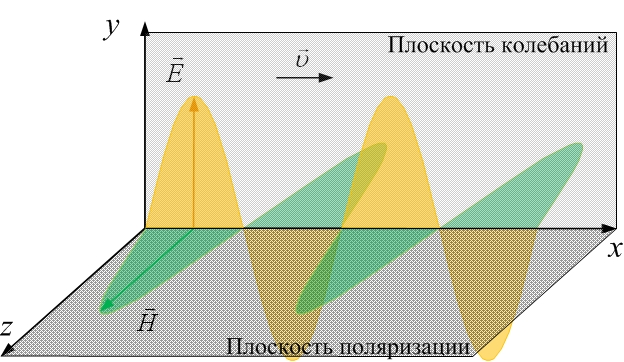 y
Плоскость колебаний
E⃗
υ⃗
x
H⃗
z
Плоскость поляризации